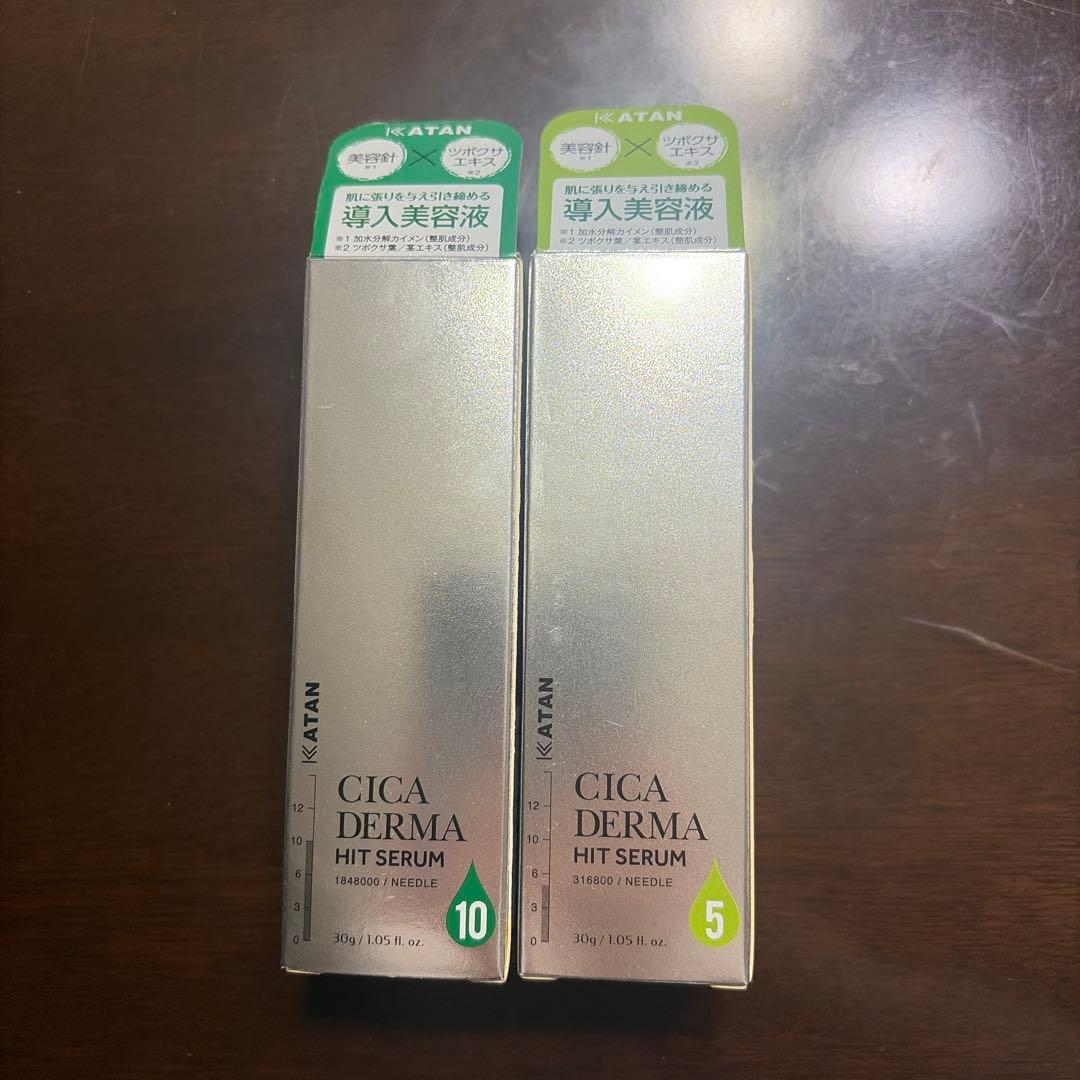 KATAN
美容針
※1
×
ツボクサ
エキス
※2
肌に張りを与え引き締める
導入美容液
※1 加水分解カイメン(整肌成分)
※2 ツボクサ葉/茎エキス(整肌成分)
KATAN
12
10
6
3
0
CICA
DERMA
HIT SERUM
1848000 / NEEDLE
10
30g / 1.05 fl. oz.
KATAN
美容針
※1
×
ツボクサ
エキス
※2
肌に張りを与え引き締める
導入美容液
※1 加水分解カイメン(整肌成分)
※2 ツボクサ葉/茎エキス(整肌成分)
KATAN
12
10
6
3
0
CICA
DERMA
HIT SERUM
316800 / NEEDLE
5
30g / 1.05 fl. oz.